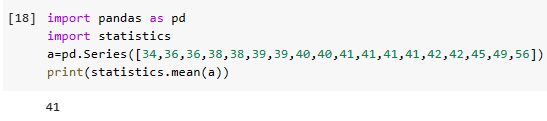 [18] import pandas as pd
import statistics
a=pd.Series([34,36,36,38,38,39,39,40,40,41,41,41,41,42,42,45,49,56])
print(statistics.mean(a))
41